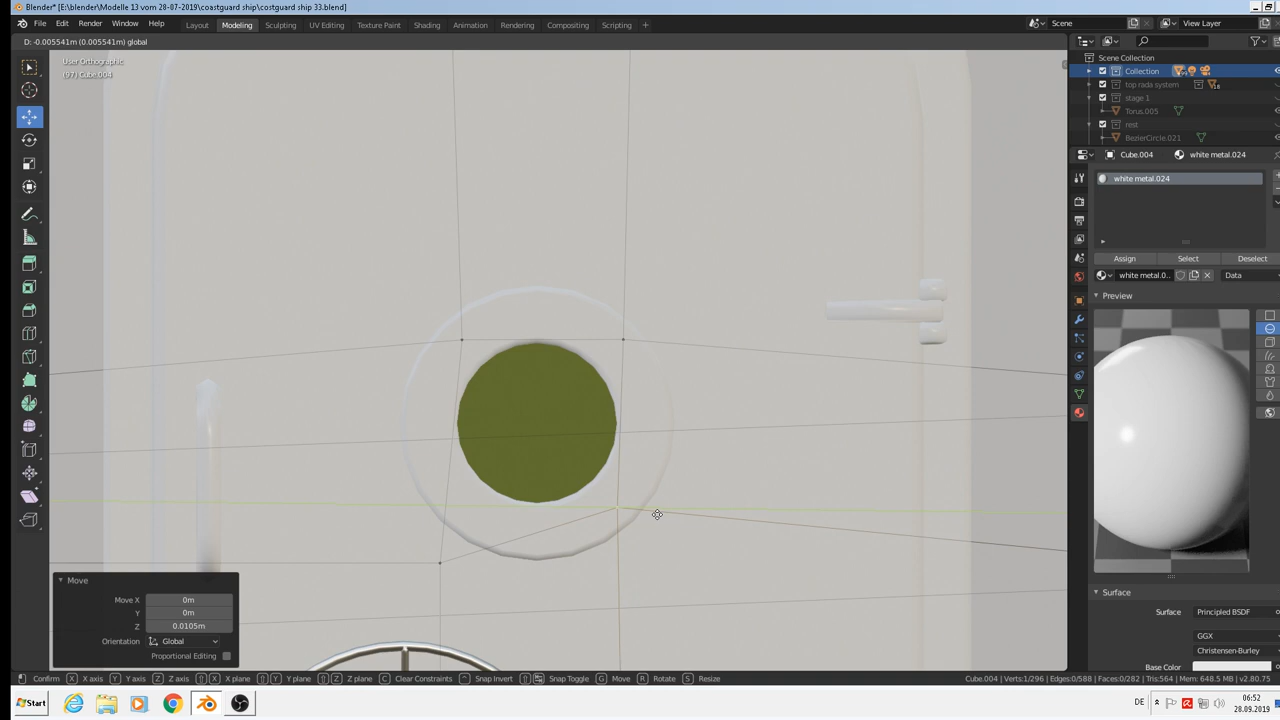 Blender* [E:\blender\Modelle 13 vom 28-07-2019\coastguard ship\costguard ship 33.blend]
File Edit Render Window Help Layout Modeling Sculpting UV Editing Texture Paint Shading Animation Rendering Compositing Scripting + Scene View Layer
D: -0.005541m (0.005541m) global
User Orthographic
(97) Cube.004
Scene Collection
Collection
top rada system
stage 1
Torus.005
rest
BezierCircle.021
Cube.004 white metal.024
white metal.024
Assign Select Deselect
white metal.0.. Data
Preview
Surface
Surface Principled BSDF
GGX
Christensen-Burley
Base Color
Move
Move X 0m
Y 0m
Z 0.0105m
Orientation Global
Proportional Editing
Confirm X X axis Y Y axis Z Z axis X X plane Y Y plane Z Z plane C Clear Constraints Snap Invert Snap Toggle G Move R Rotate S Resize
Cube.004 | Verts:1/296 | Edges:0/588 | Faces:0/282 | Tris:564 | Mem: 648.5 MB | v2.80.75
Start DE 06:52
28.09.2019